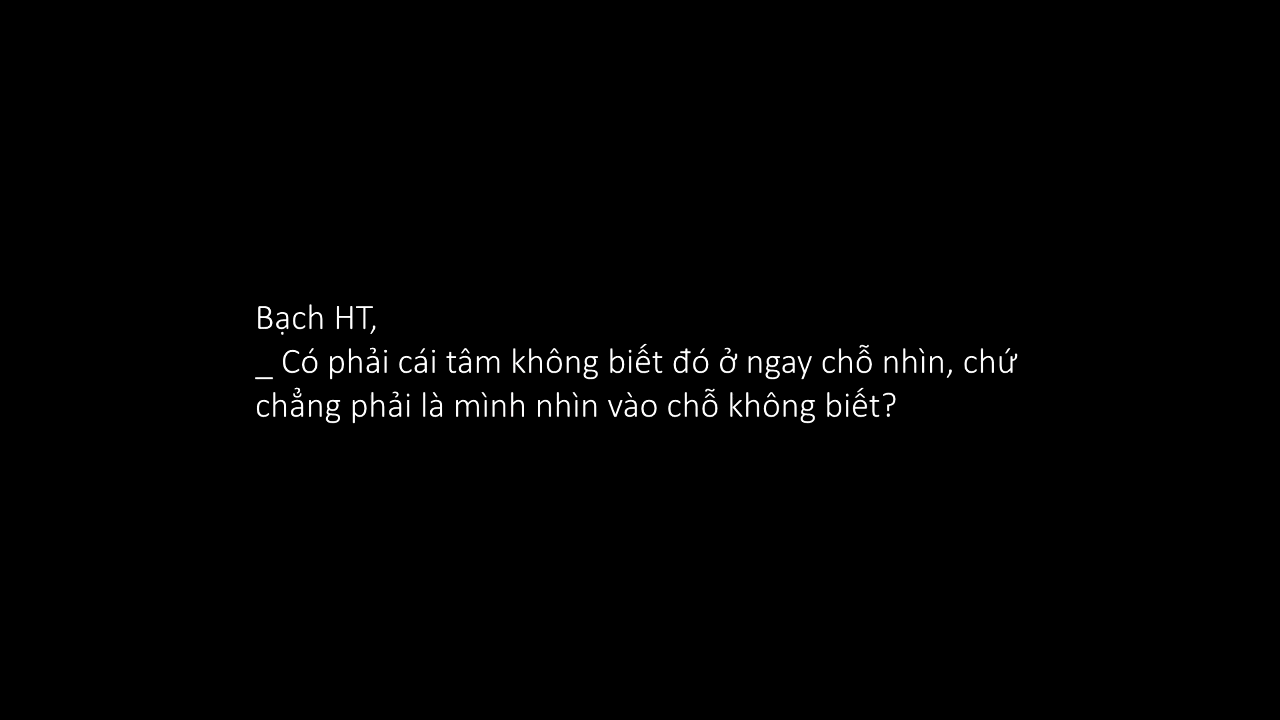 Bạch HT,
_ Có phải cái tâm không biết đó ở ngay chỗ nhìn, chứ
chẳng phải là mình nhìn vào chỗ không biết?